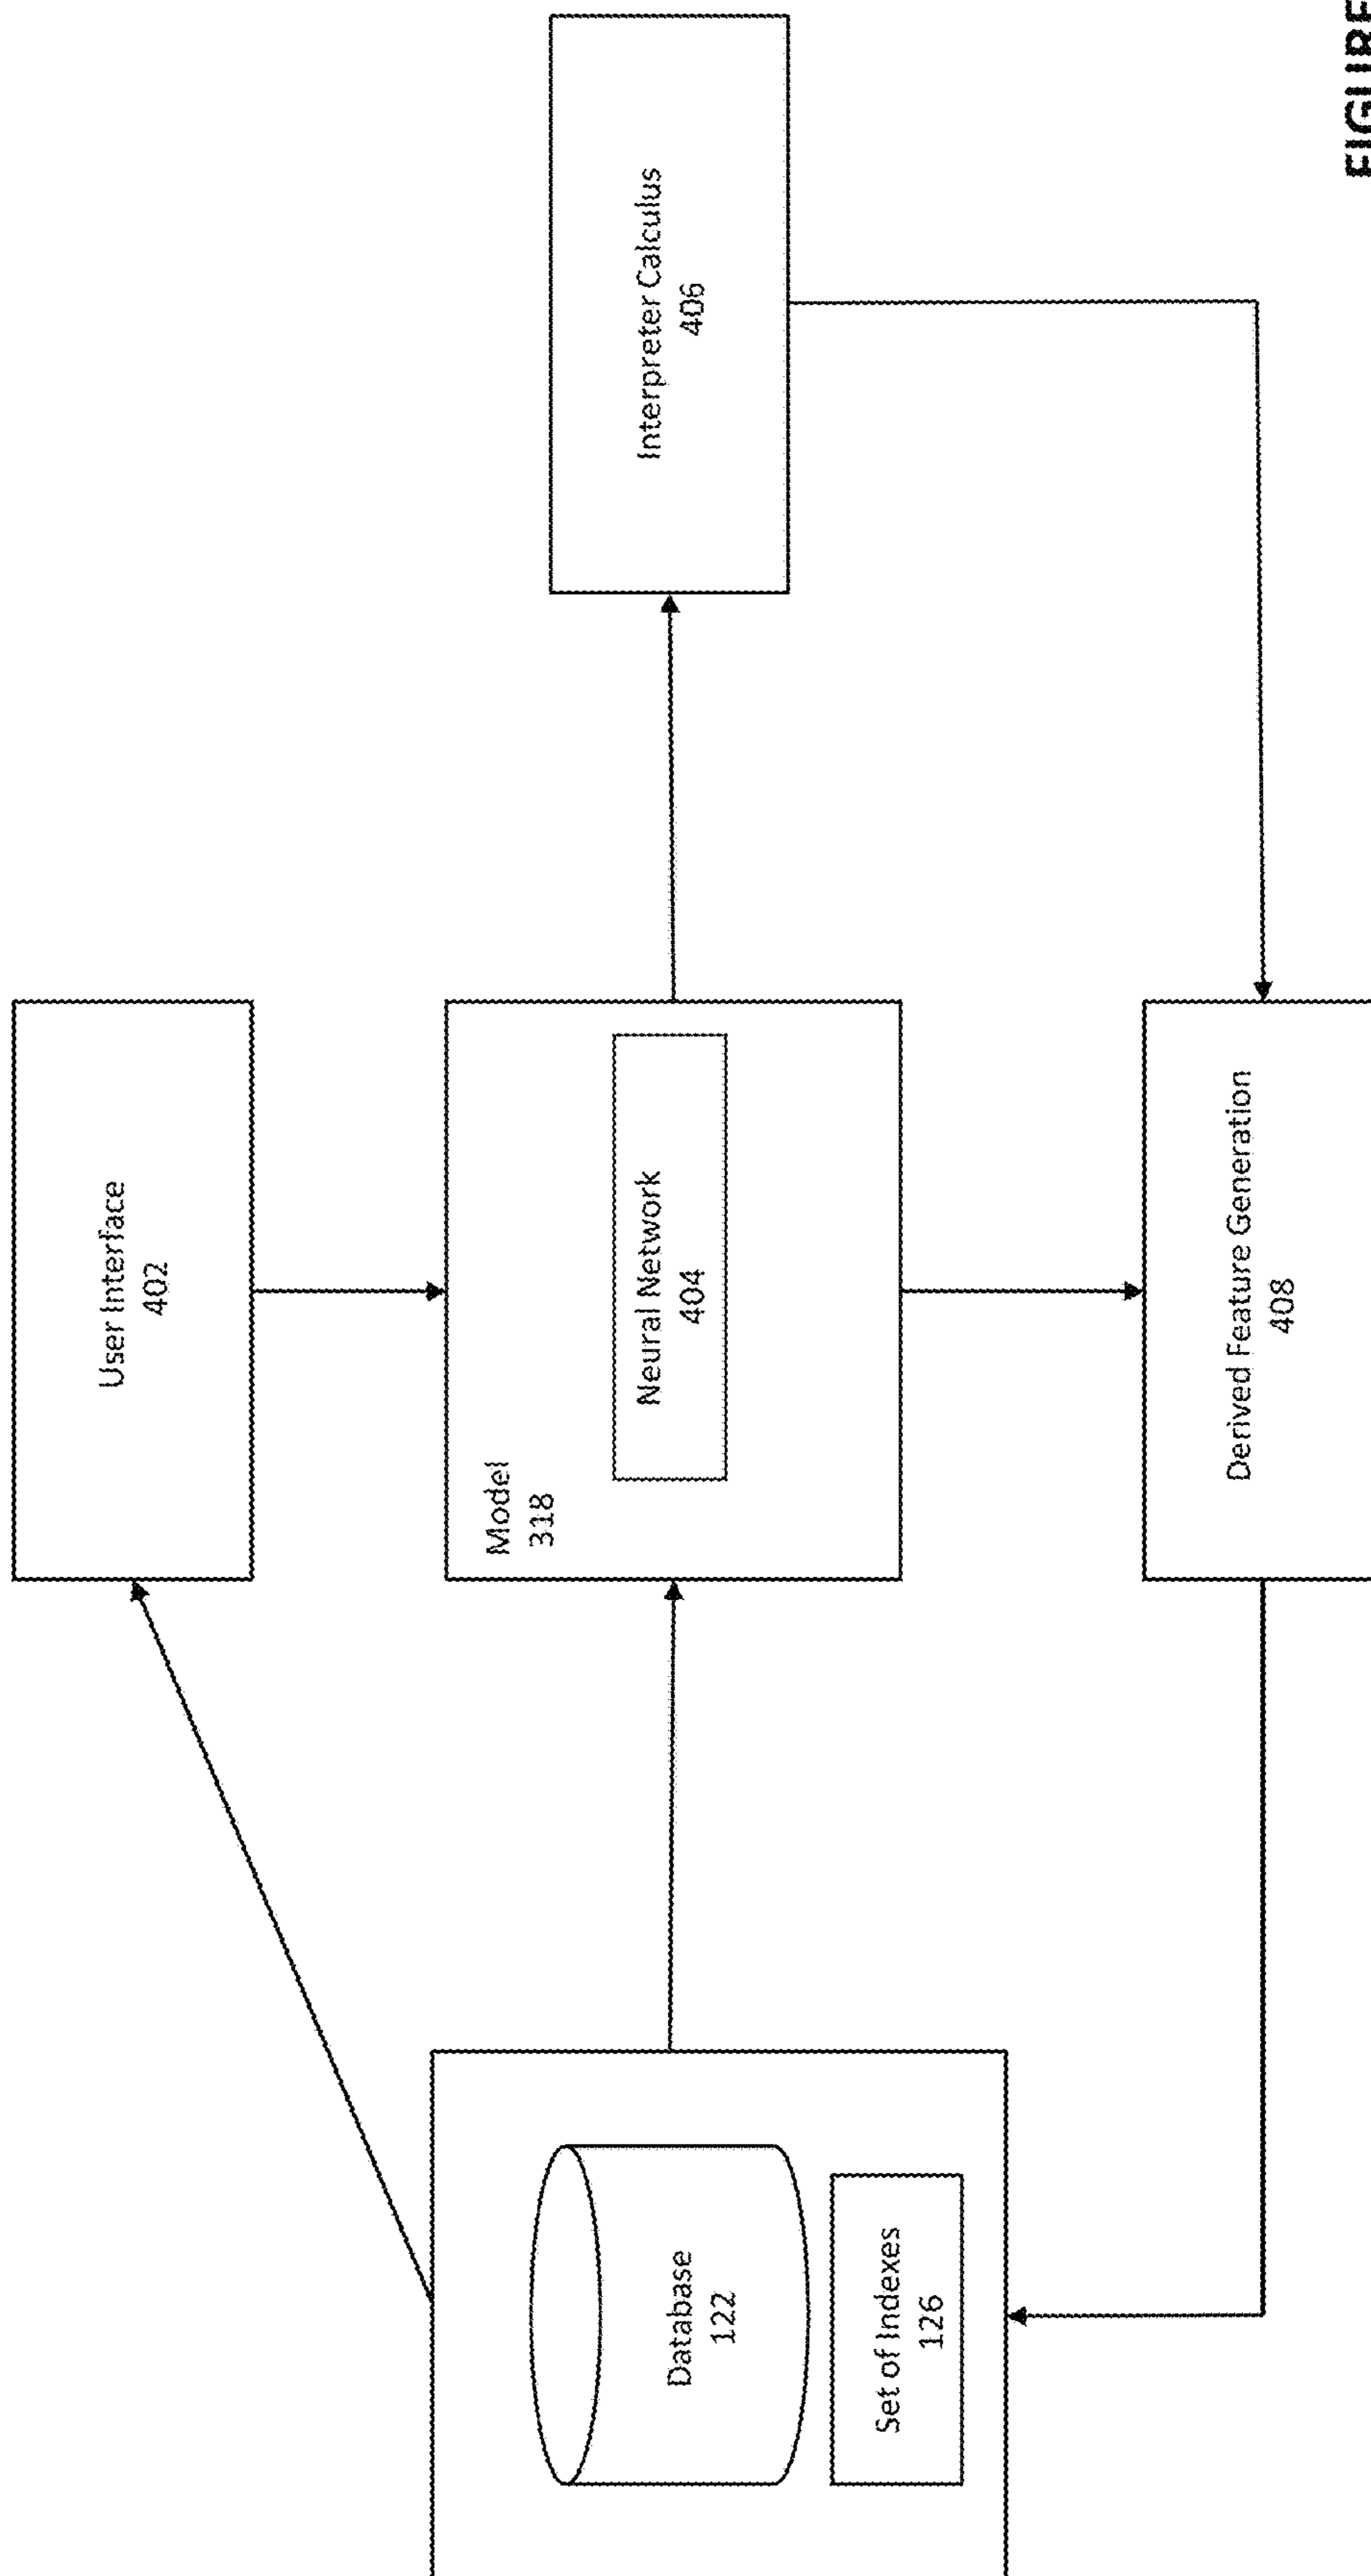 User Interface
402
Database
122
Set of Indexes
126
Model
318
Neural Network
404
Interpreter Calculus
406
Derived Feature Generation
408
FIGURE